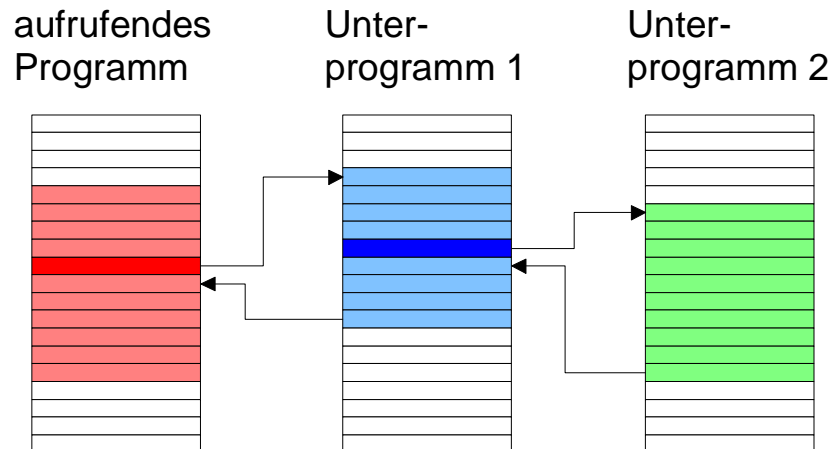 aufrufendes
Programm
Unter-
programm 1
Unter-
programm 2